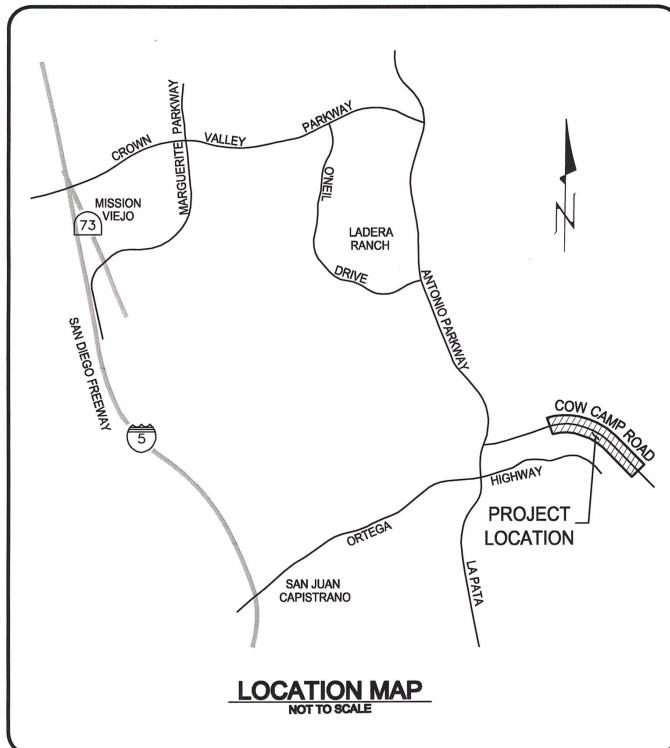 CROWN VALLEY PARKWAY
MARGUERITE PARKWAY
O'NEIL DRIVE
MISSION
VIEJO
73
LADERA
RANCH
ANTONIO PARKWAY
SAN DIEGO FREEWAY
5
COW CAMP ROAD
ORTEGA HIGHWAY
PROJECT
LOCATION
SAN JUAN
CAPISTRANO
LA PATA
N
LOCATION MAP
NOT TO SCALE